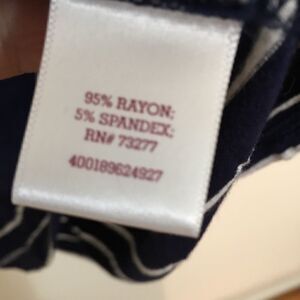 95% RAYON;
5% SPANDEX;
RN# 73277
400189624927